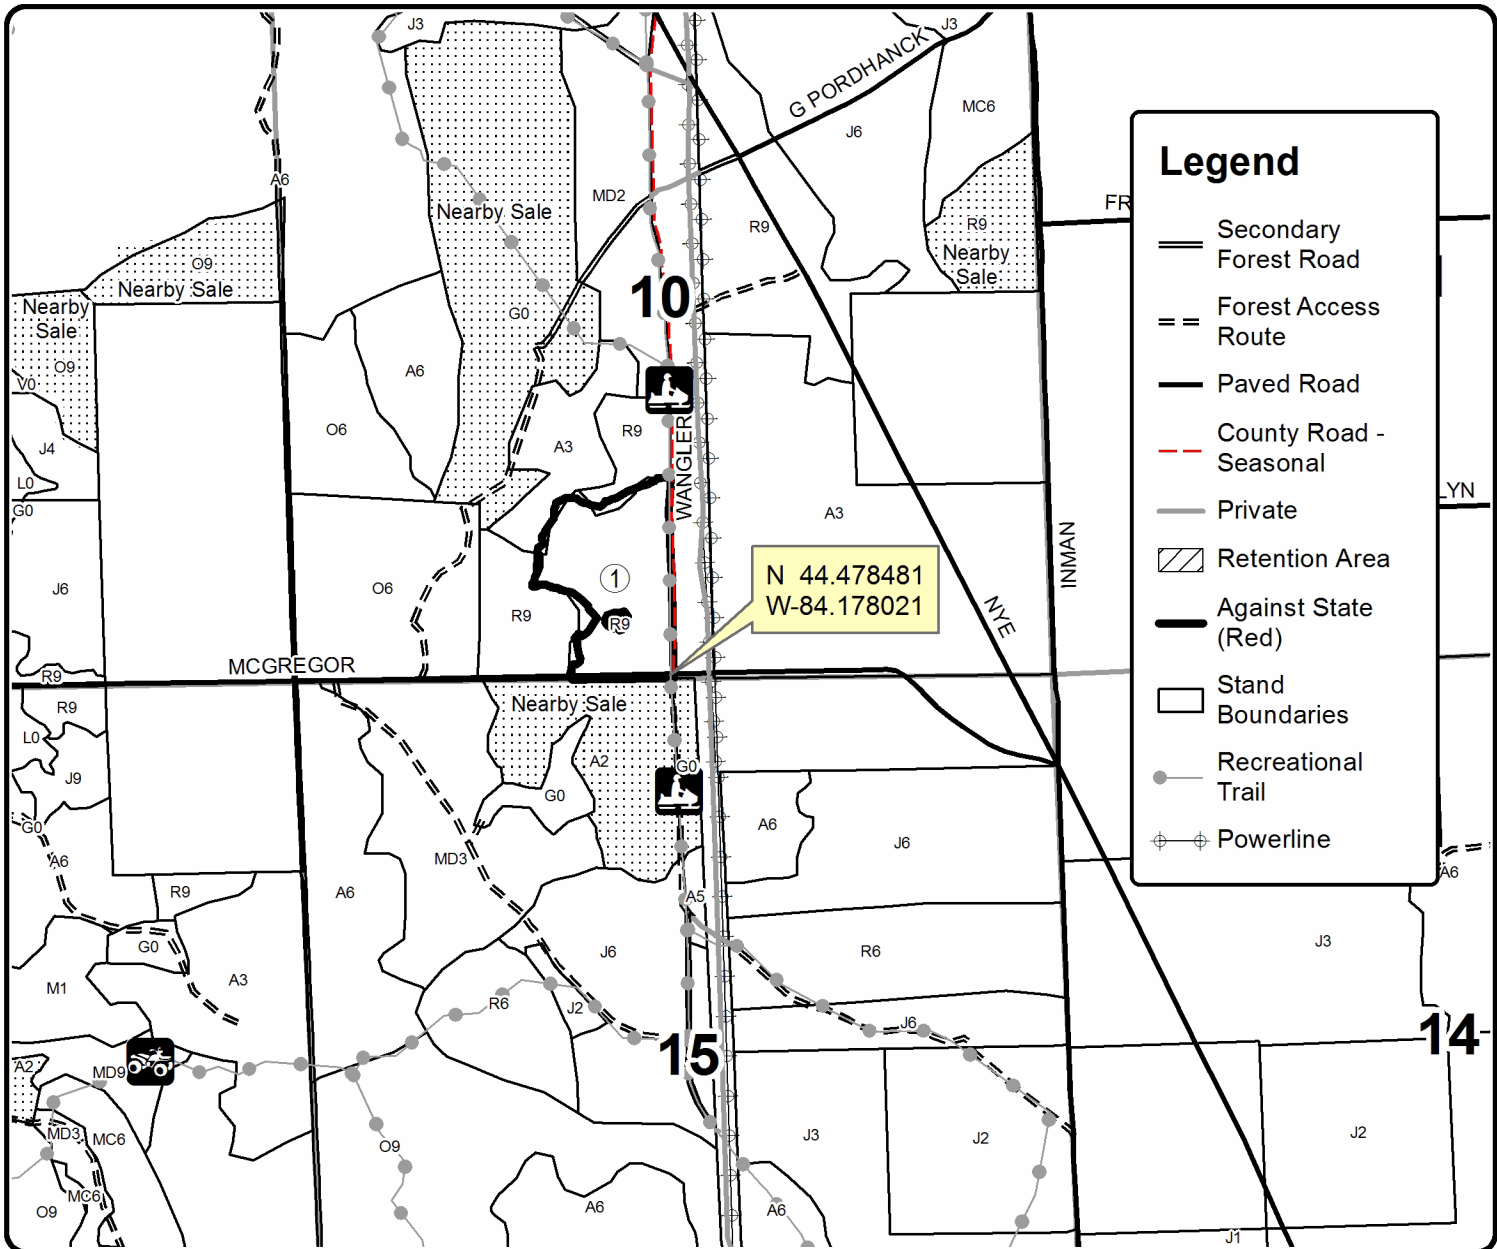 J3
J3
G PORDHANCK
MC6
J6
A6
MD2
Nearby Sale
R9
R9
Nearby
Sale
FR
O9
Nearby Sale
10
Nearby
Sale
G0
O9
V0
A6
O6
R9
A3
J4
L0
WANGLER
G0
A3
LYN
INMAN
N 44.478481
W-84.178021
1
J6
O6
R9
R9
NYE
MCGREGOR
R9
R9
Nearby Sale
L0
A2
G0
J9
G0
G0
A6
J6
A6
MD3
R9
A6
A5
A6
G0
J6
R6
J3
A3
M1
R6
J2
J6
14
15
A2
MD9
MD3
MC6
O9
J3
J2
J2
MC6
O9
A6
A6
J1
Legend
Secondary
Forest Road
Forest Access
Route
Paved Road
County Road -
Seasonal
Private
Retention Area
Against State
(Red)
Stand
Boundaries
Recreational
Trail
Powerline